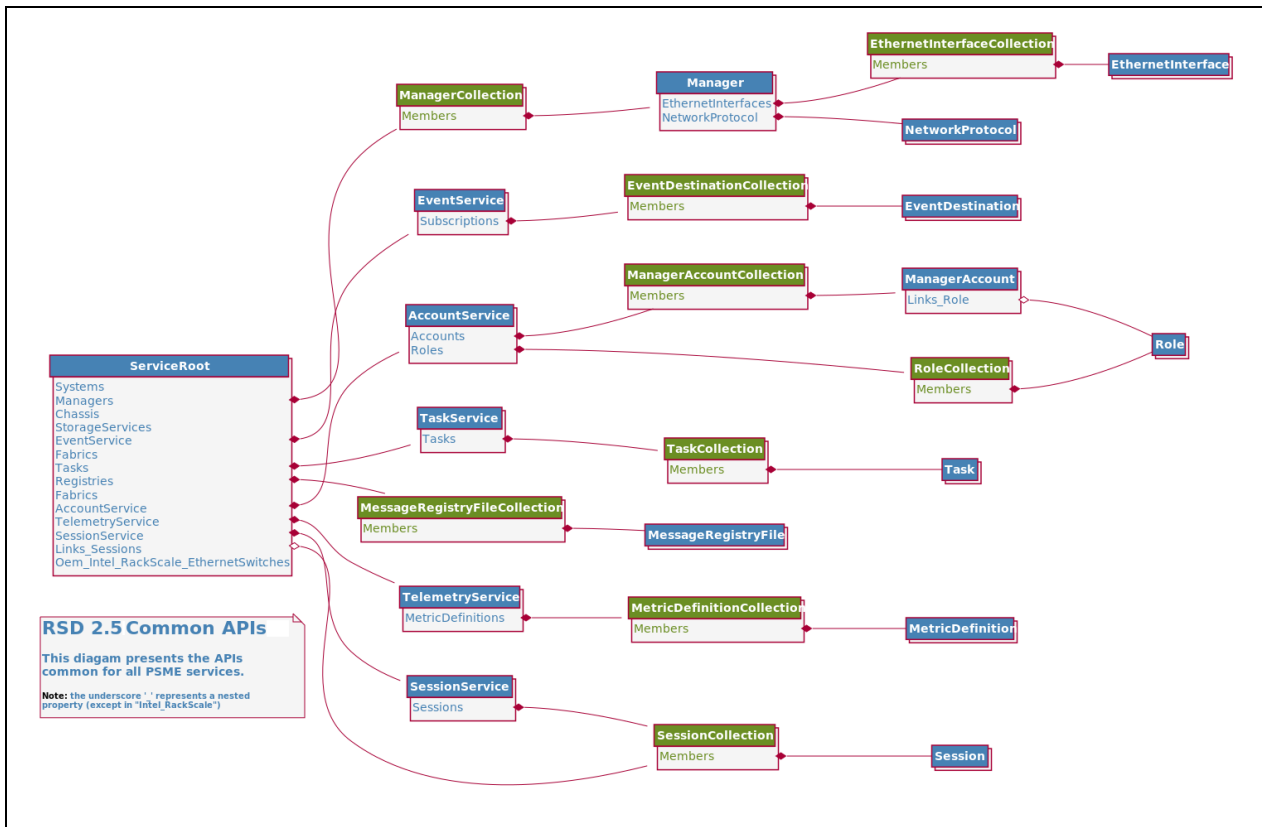 EthernetInterfaceCollection
Members
EthernetInterface
Manager
EthernetInterfaces
NetworkProtocol
ManagerCollection
Members
NetworkProtocol
EventDestinationCollection
Members
EventService
Subscriptions
EventDestination
ManagerAccountCollection
Members
ManagerAccount
Links_Role
AccountService
Accounts
Roles
Role
RoleCollection
Members
ServiceRoot
Systems
Managers
Chassis
StorageServices
EventService
Fabrics
Tasks
Registries
Fabrics
AccountService
TelemetryService
SessionService
Links_Sessions
Oem_Intel_RackScale_EthernetSwitches
TaskService
Tasks
TaskCollection
Members
Task
MessageRegistryFileCollection
Members
MessageRegistryFile
TelemetryService
MetricDefinitions
MetricDefinitionCollection
Members
MetricDefinition
RSD 2.5 Common APIs
This diagam presents the APIs
common for all PSME services.
Note: the underscore '_' represents a nested
property (except in "Intel_RackScale")
SessionService
Sessions
SessionCollection
Members
Session